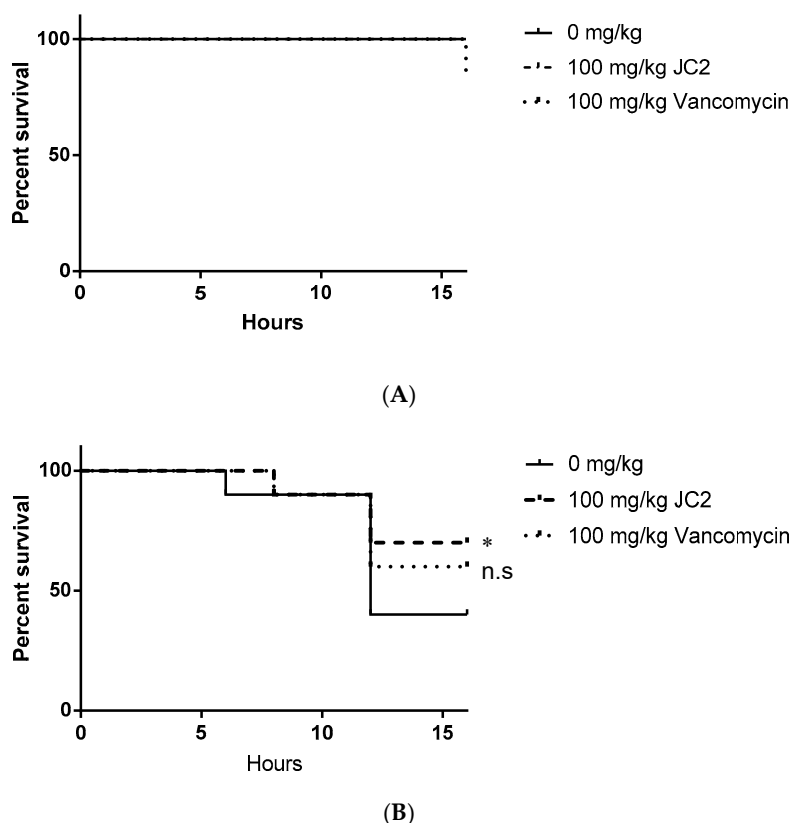 100
50
0
Percent survival
0 5 10 15
Hours
0 mg/kg
100 mg/kg JC2
100 mg/kg Vancomycin
(A)
100
50
0
Percent survival
0 5 10 15
Hours
*
n.s
0 mg/kg
100 mg/kg JC2
100 mg/kg Vancomycin
(B)